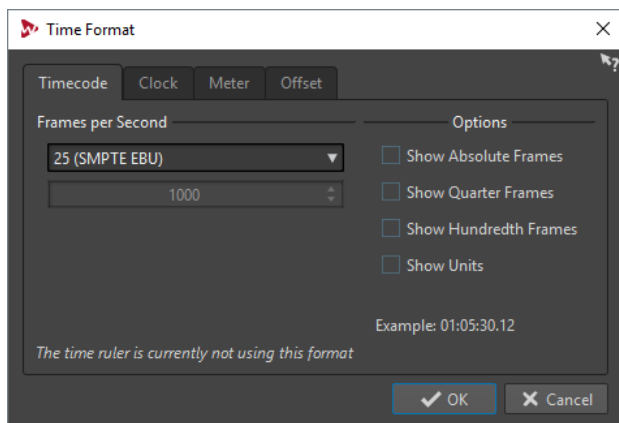 Time Format
Timecode Clock Meter Offset
Frames per Second
25 (SMPTE EBU)
1000
Options
Show Absolute Frames
Show Quarter Frames
Show Hundredth Frames
Show Units
Example: 01:05:30.12
The time ruler is currently not using this format
OK Cancel